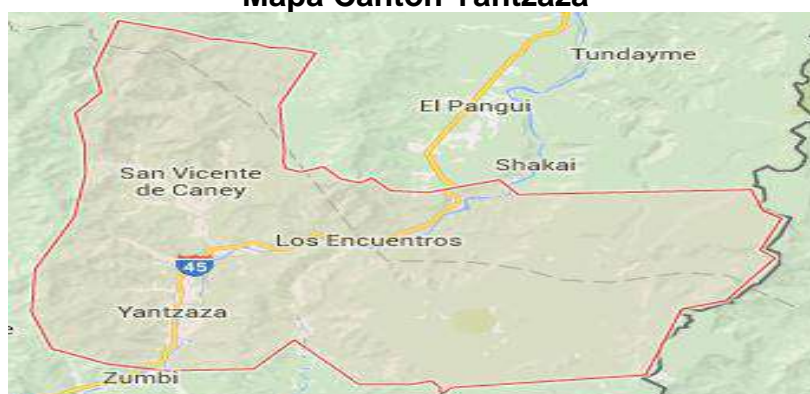 Mapa Cantón Yantzaza
Tundayme
El Pangui
Shakai
San Vicente
de Caney
Los Encuentros
45
Yantzaza
Zumbi